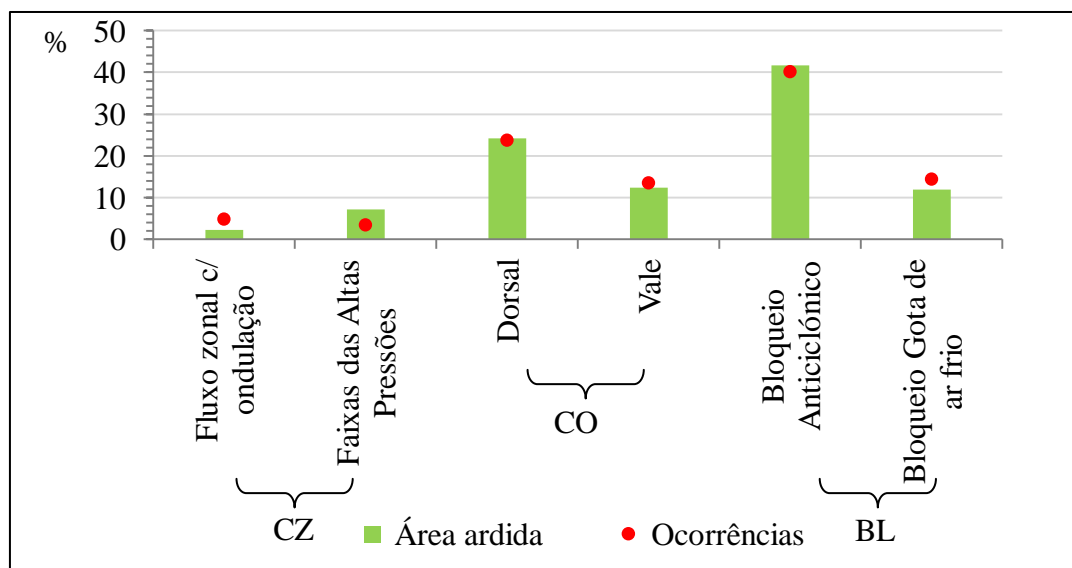 %
50
40
30
20
10
0
Fluxo zonal c/
ondulação
Faixas das Altas
Pressões
Dorsal
Vale
Bloqueio
Anticiclónico
Bloqueio Gota de
ar frio
CO
CZ
BL
Área ardida
Ocorrências